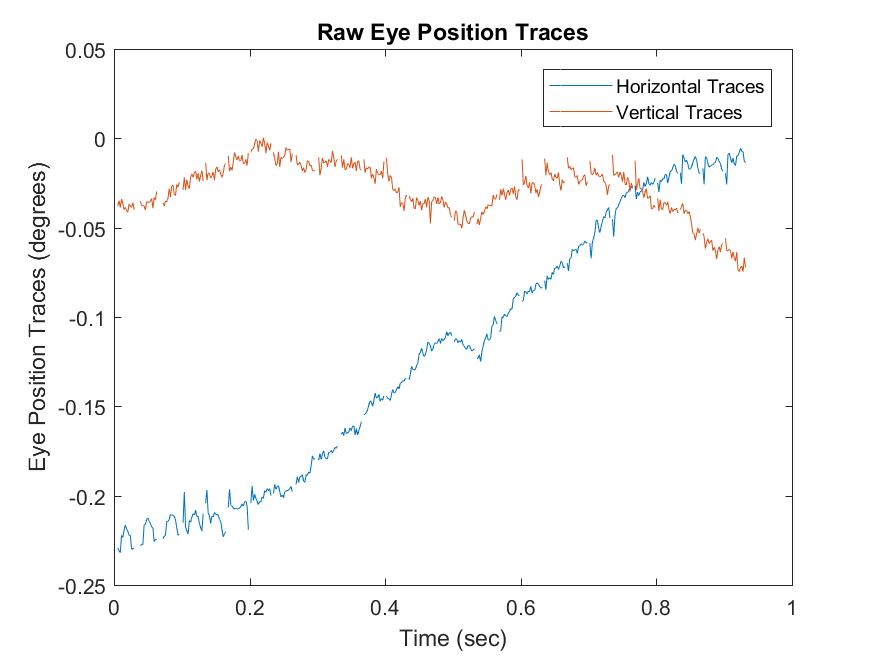 Raw Eye Position Traces
0.05
0
-0.05
-0.1
-0.15
-0.2
-0.25
Eye Position Traces (degrees)
Horizontal Traces
Vertical Traces
0 0.2 0.4 0.6 0.8 1
Time (sec)